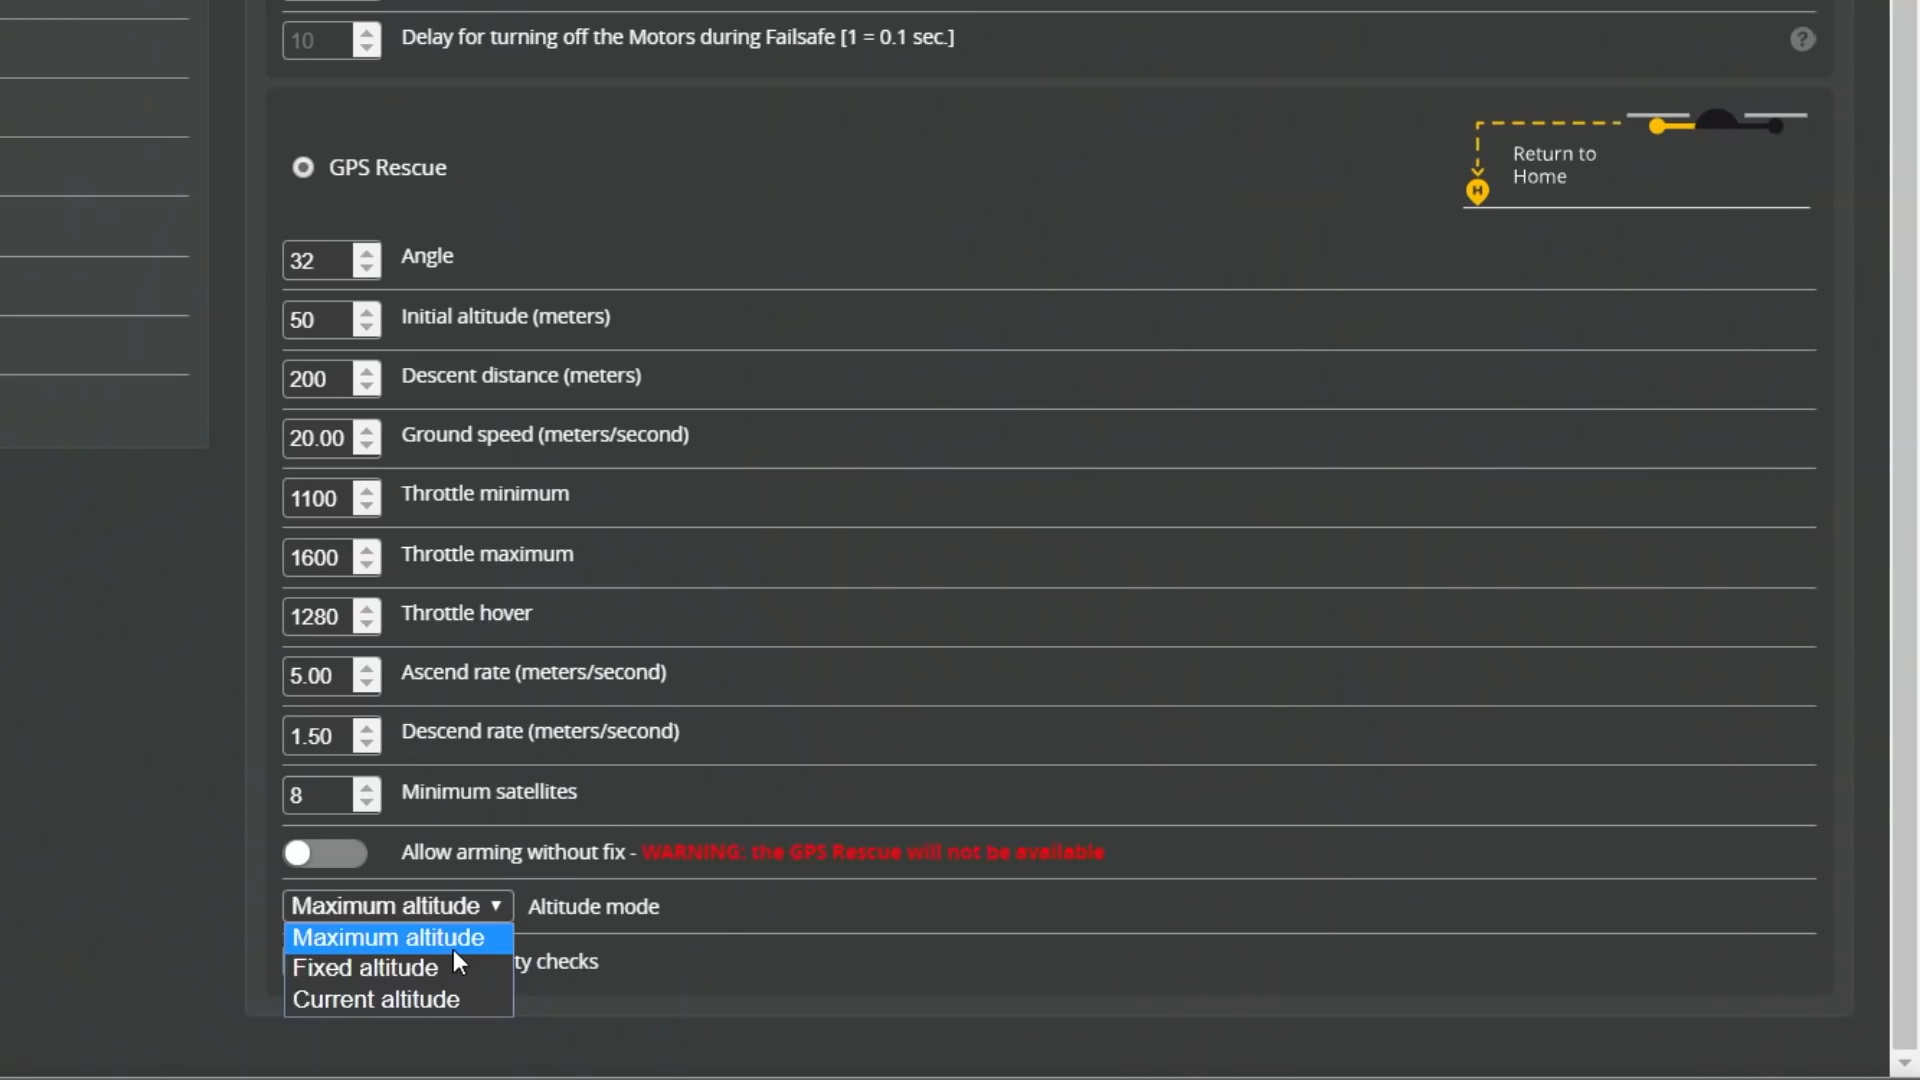 10 Delay for turning off the Motors during Failsafe [1 = 0.1 sec.] ?
GPS Rescue
Return to
Home
H
32 Angle
50 Initial altitude (meters)
200 Descent distance (meters)
20.00 Ground speed (meters/second)
1100 Throttle minimum
1600 Throttle maximum
1280 Throttle hover
5.00 Ascend rate (meters/second)
1.50 Descend rate (meters/second)
8 Minimum satellites
Allow arming without fix - WARNING: the GPS Rescue will not be available
Maximum altitude ▾ Altitude mode
Maximum altitude
Fixed altitude
ty checks
Current altitude